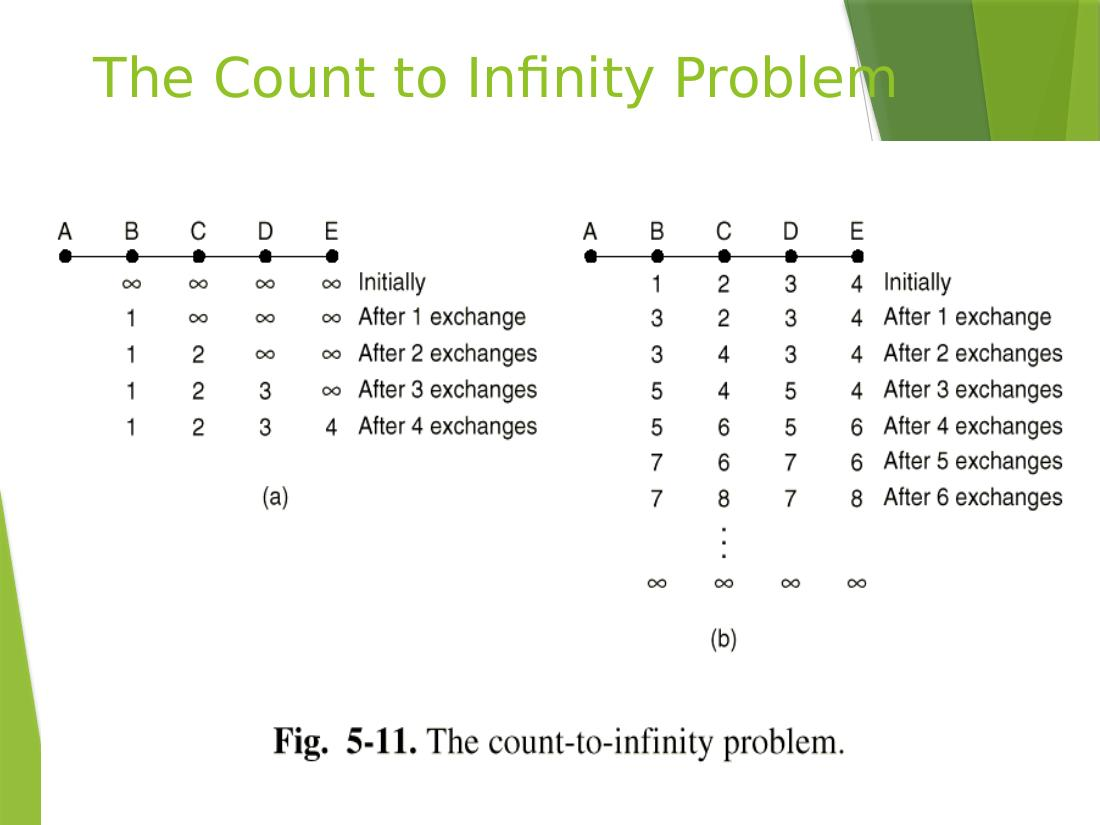 The Count to Infinity Problem
A B C D E
∞ ∞ ∞ ∞ Initially
1 ∞ ∞ ∞ After 1 exchange
1 2 ∞ ∞ After 2 exchanges
1 2 3 ∞ After 3 exchanges
1 2 3 4 After 4 exchanges
(a)
A B C D E
1 2 3 4 Initially
3 2 3 4 After 1 exchange
3 4 3 4 After 2 exchanges
5 4 5 4 After 3 exchanges
5 6 5 6 After 4 exchanges
7 6 7 6 After 5 exchanges
7 8 7 8 After 6 exchanges
⋮
∞ ∞ ∞ ∞
(b)
Fig. 5-11. The count-to-infinity problem.